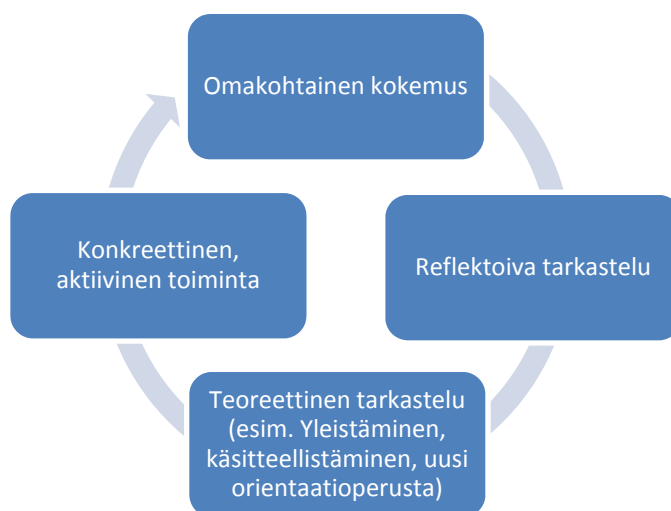 Omakohtainen kokemus
Reflektoiva tarkastelu
Teoreettinen tarkastelu
(esim. Yleistäminen,
käsitteellistäminen, uusi
orientaatioperusta)
Konkreettinen,
aktiivinen toiminta